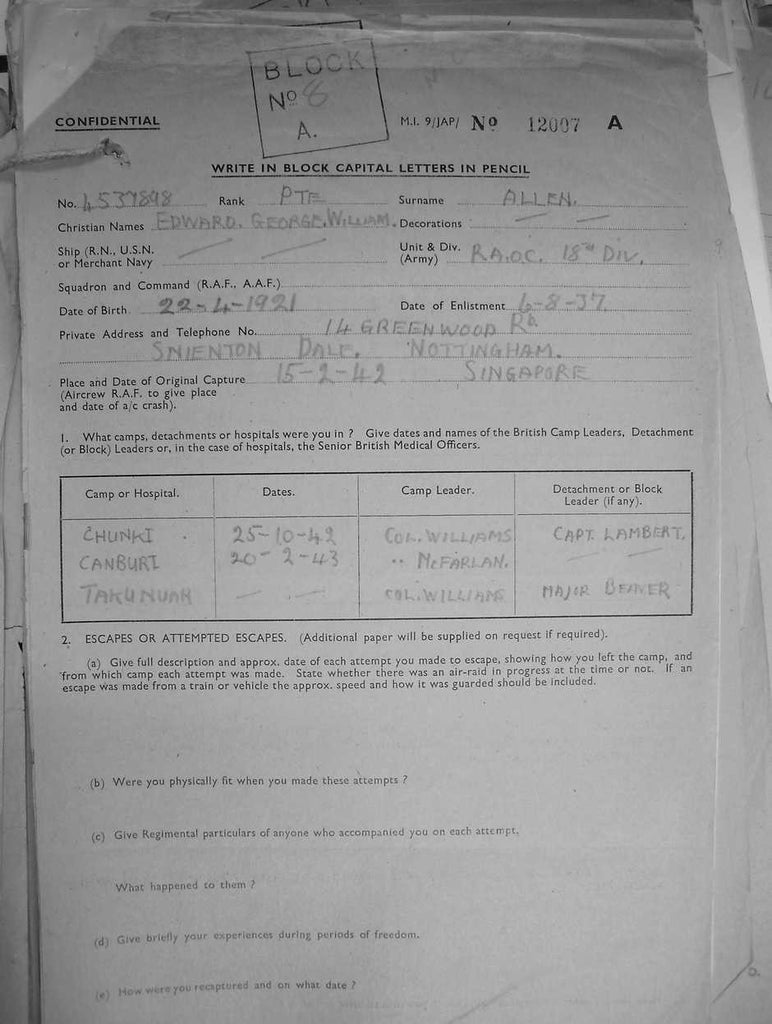 BLOCK
No 8
A.
CONFIDENTIAL
M.I. 9/JAP/ No 12007 A
WRITE IN BLOCK CAPITAL LETTERS IN PENCIL
No. 4537898 Rank PTE Surname ALLEN.
Christian Names EDWARD. GEORGE. WILLIAM. Decorations — —
Ship (R.N., U.S.N. or Merchant Navy — — Unit & Div. (Army) R.A.O.C. 18TH DIV.
Squadron and Command (R.A.F., A.A.F.)
Date of Birth 22-4-1921 Date of Enlistment 4-8-37
Private Address and Telephone No. 14 GREENWOOD RD.
SNIENTON DALE. NOTTINGHAM.
Place and Date of Original Capture 15-2-42 SINGAPORE
(Aircrew R.A.F. to give place
and date of a/c crash).
1. What camps, detachments or hospitals were you in ? Give dates and names of the British Camp Leaders, Detachment
(or Block) Leaders or, in the case of hospitals, the Senior British Medical Officers.
Camp or Hospital. Dates. Camp Leader. Detachment or Block Leader (if any).
CHUNKI 25-10-42 COL. WILLIAMS CAPT. LAMBERT.
CANBURI 20-2-43 " McFARLAN. — —
TAKUNUAN — — COL. WILLIAMS MAJOR BEAVER
2. ESCAPES OR ATTEMPTED ESCAPES. (Additional paper will be supplied on request if required).
(a) Give full description and approx. date of each attempt you made to escape, showing how you left the camp, and
from which camp each attempt was made. State whether there was an air-raid in progress at the time or not. If an
escape was made from a train or vehicle the approx. speed and how it was guarded should be included.
(b) Were you physically fit when you made these attempts ?
(c) Give Regimental particulars of anyone who accompanied you on each attempt.
What happened to them ?
(d) Give briefly your experiences during periods of freedom.
(e) How were you recaptured and on what date ?